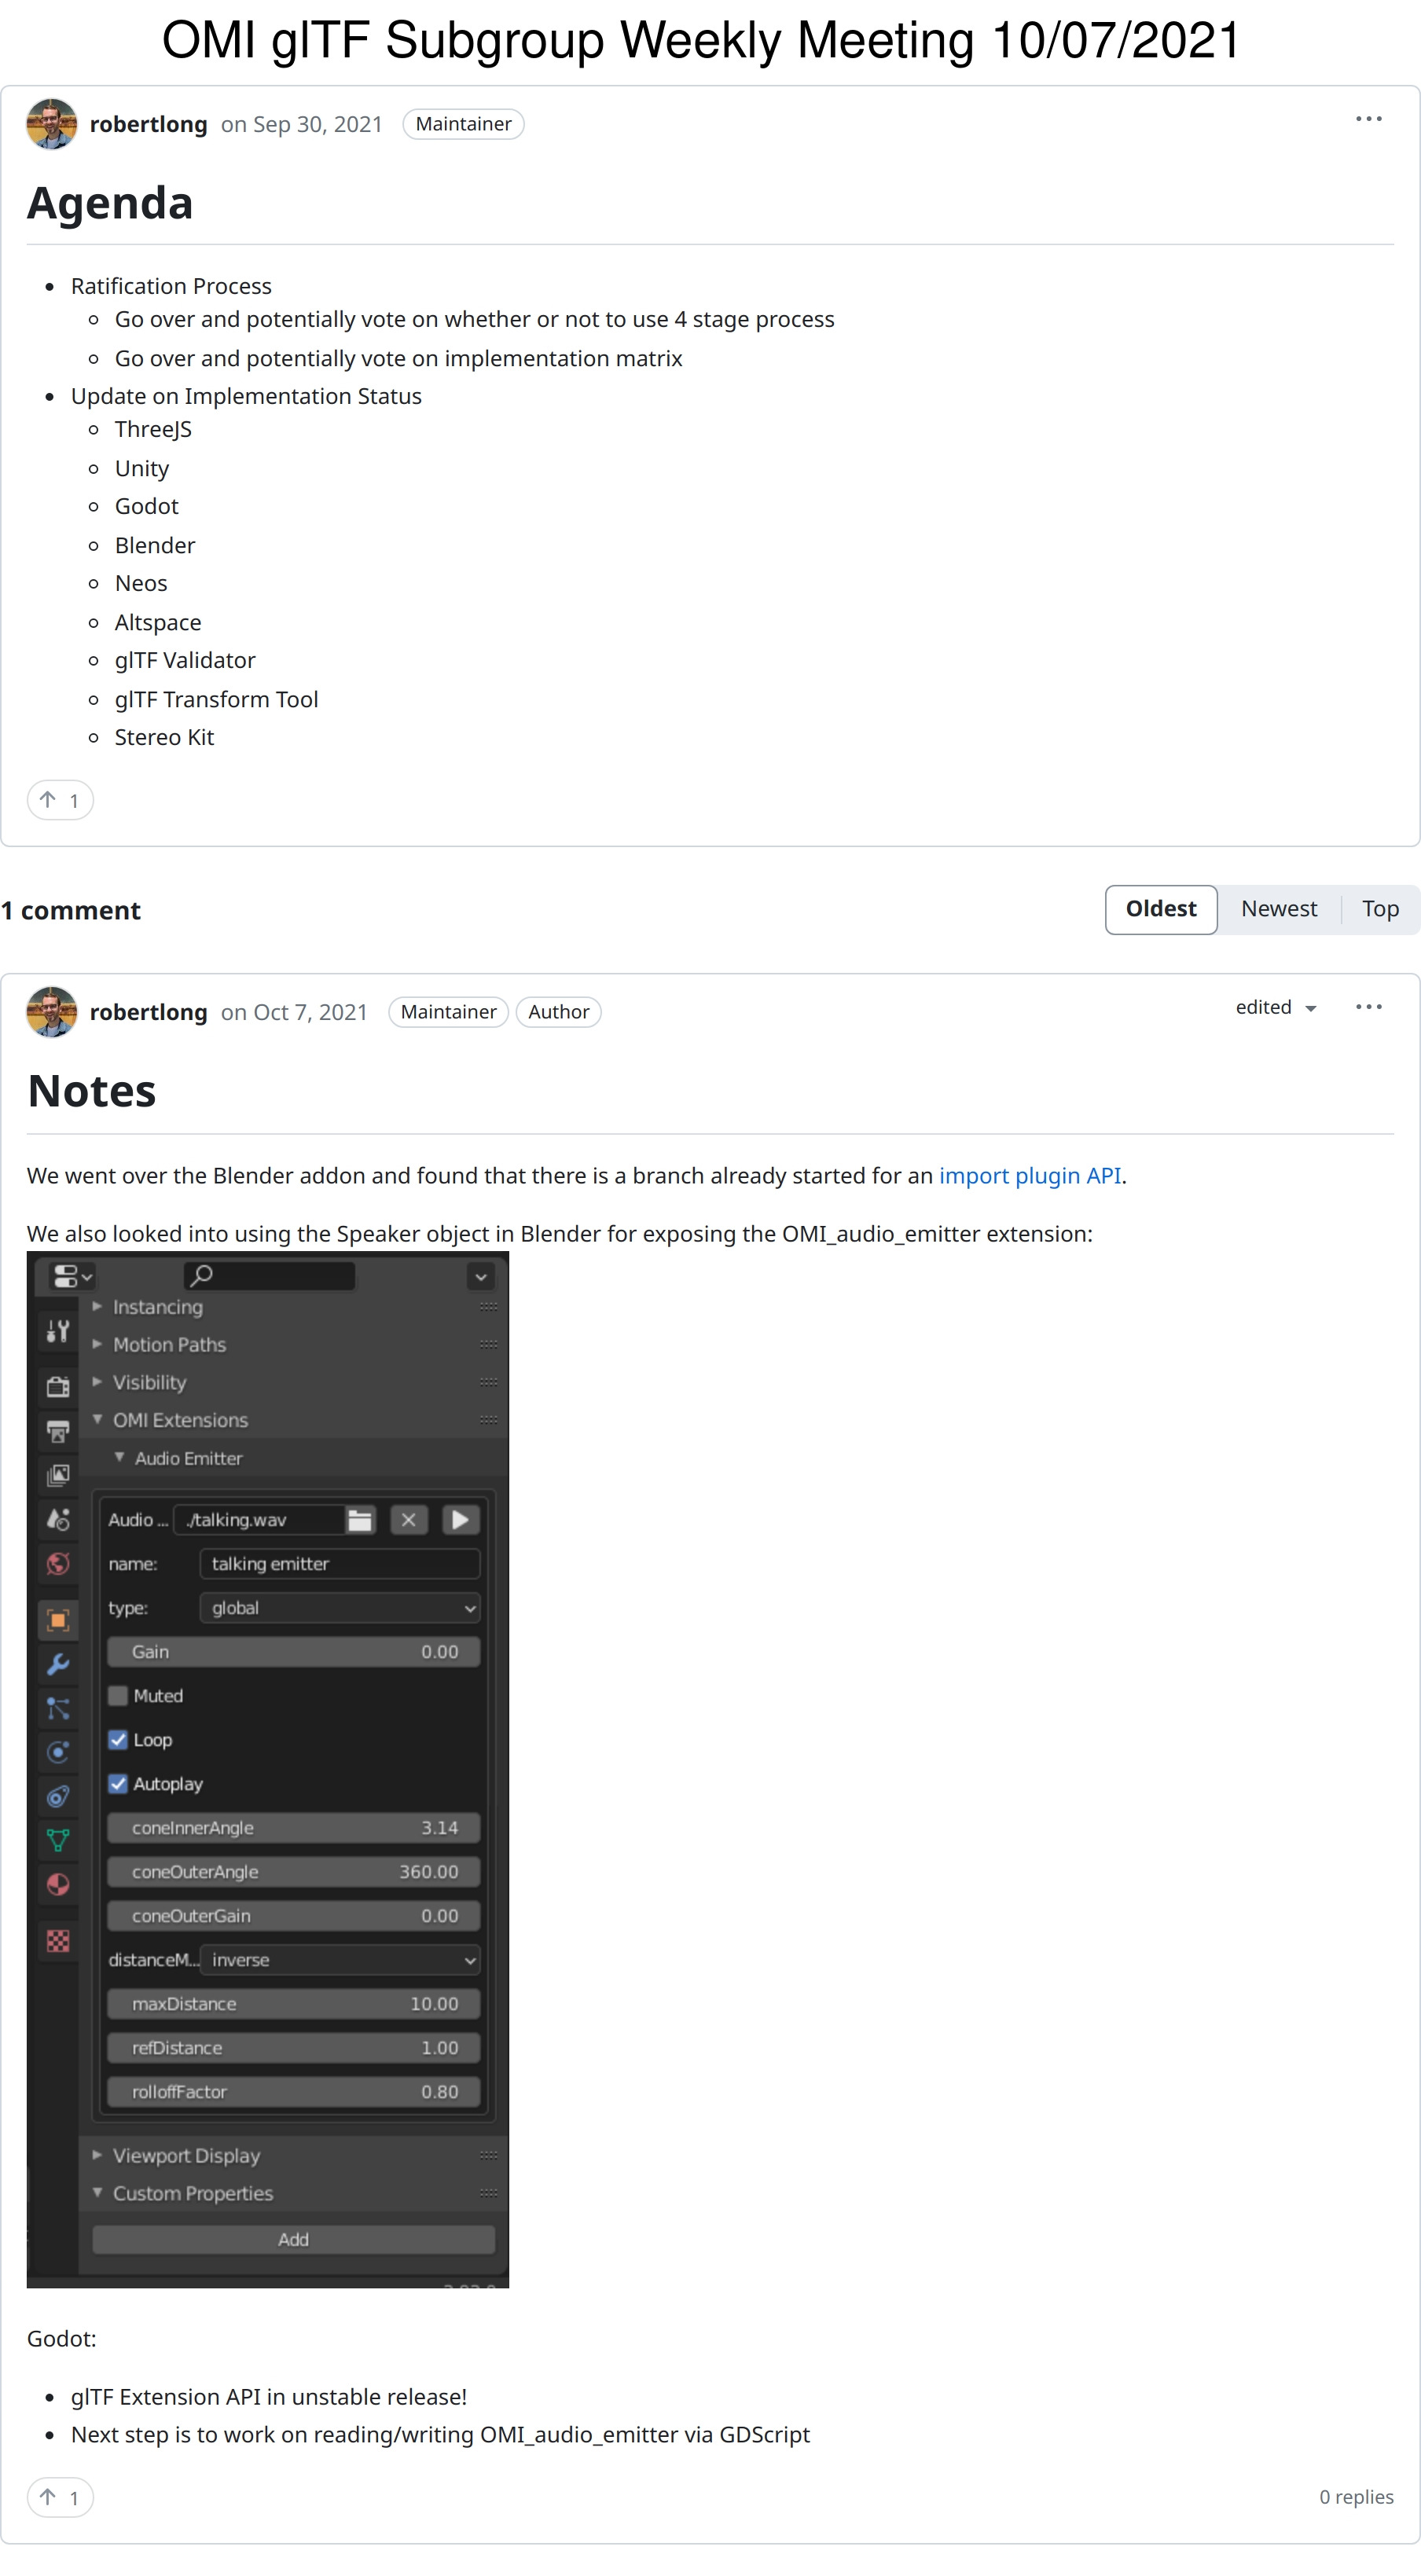 OMI glTF Subgroup Weekly Meeting 10/07/2021
robertlong on Sep 30, 2021 Maintainer
Agenda
Ratification Process
Go over and potentially vote on whether or not to use 4 stage process
Go over and potentially vote on implementation matrix
Update on Implementation Status
ThreeJS
Unity
Godot
Blender
Neos
Altspace
glTF Validator
glTF Transform Tool
Stereo Kit
1
1 comment
Oldest Newest Top
robertlong on Oct 7, 2021 Maintainer Author edited
Notes
We went over the Blender addon and found that there is a branch already started for an import plugin API.
We also looked into using the Speaker object in Blender for exposing the OMI_audio_emitter extension:
Instancing
Motion Paths
Visibility
OMI Extensions
Audio Emitter
Audio ... ./talking.wav
name: talking emitter
type: global
Gain 0.00
Muted
Loop
Autoplay
coneInnerAngle 3.14
coneOuterAngle 360.00
coneOuterGain 0.00
distanceM... inverse
maxDistance 10.00
refDistance 1.00
rolloffFactor 0.80
Viewport Display
Custom Properties
Add
Godot:
glTF Extension API in unstable release!
Next step is to work on reading/writing OMI_audio_emitter via GDScript
1 0 replies